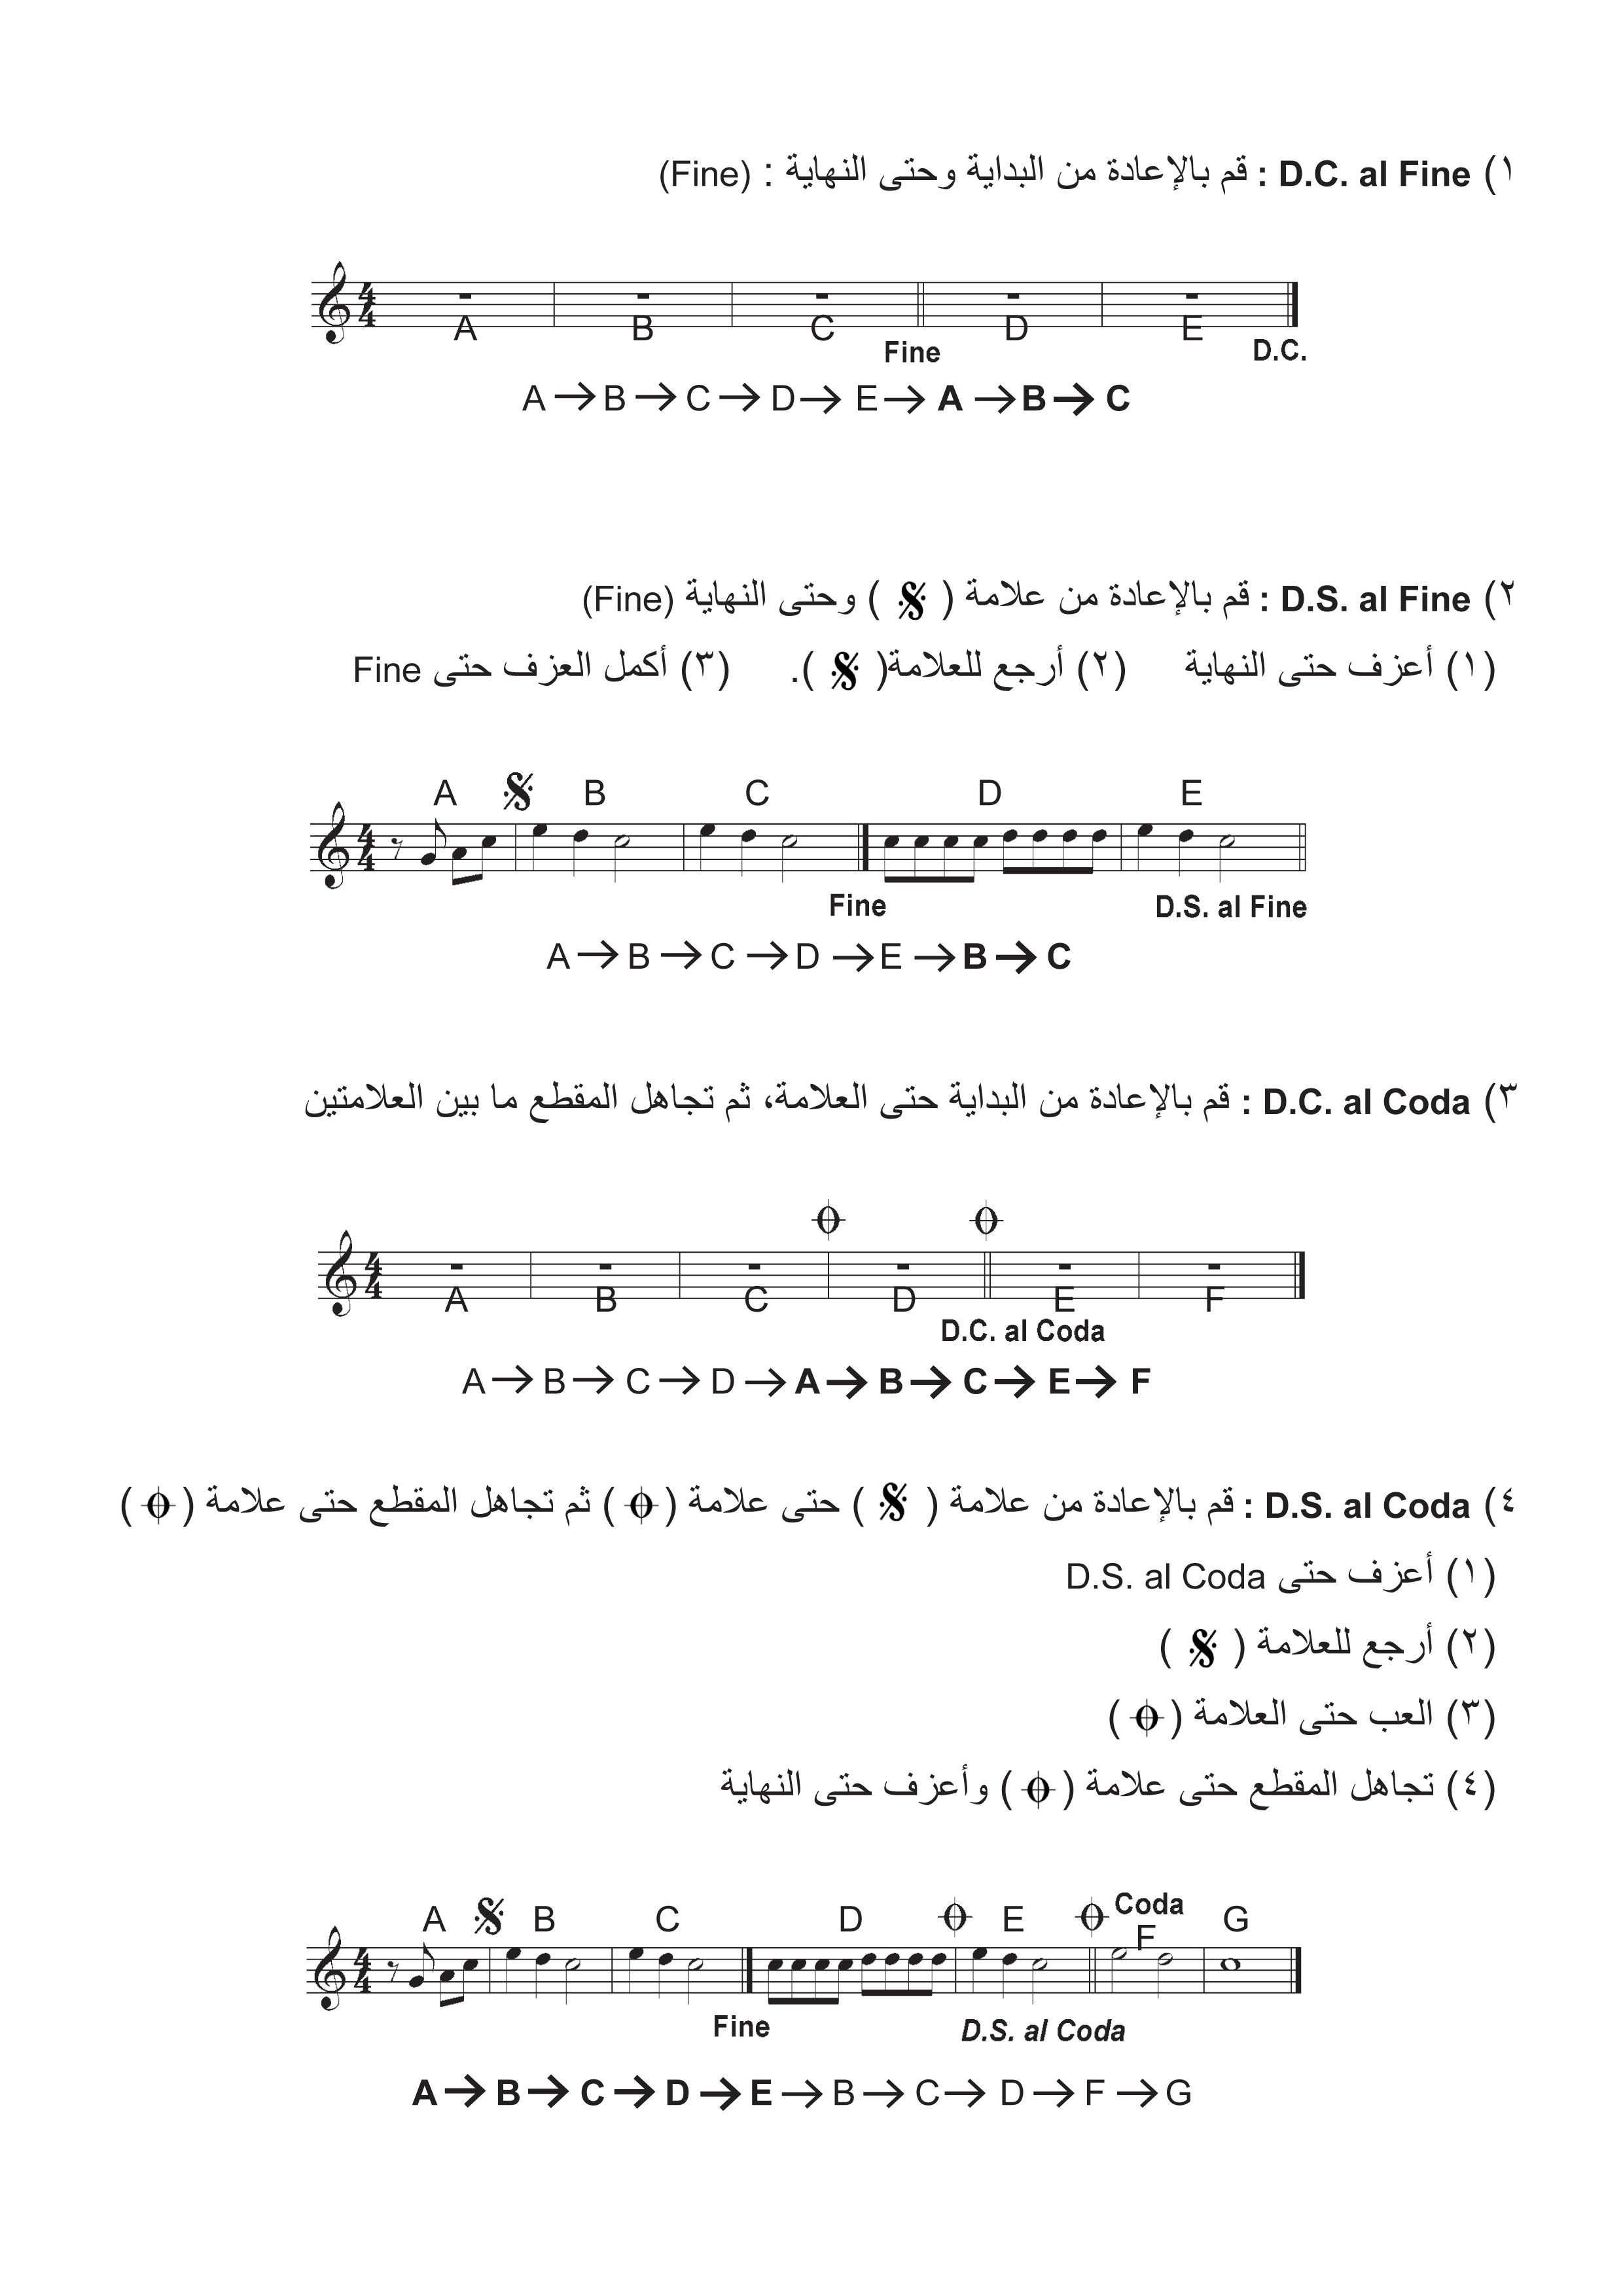 ١) D.C. al Fine : قم بالإعادة من البداية وحتى النهاية : (Fine)
A B C D E
Fine D.C.
A → B → C → D → E → A → B → C
٢) D.S. al Fine : قم بالإعادة من علامة ( 𝄋 ) وحتى النهاية (Fine)
(١) أعزف حتى النهاية (٢) أرجع للعلامة( 𝄋 ). (٣) أكمل العزف حتى Fine
A 𝄋 B C D E
Fine D.S. al Fine
A → B → C → D → E → B → C
٣) D.C. al Coda : قم بالإعادة من البداية حتى العلامة، ثم تجاهل المقطع ما بين العلامتين
𝄌 𝄌
A B C D E F
D.C. al Coda
A → B → C → D → A → B → C → E → F
٤) D.S. al Coda : قم بالإعادة من علامة ( 𝄋 ) حتى علامة ( 𝄌 ) ثم تجاهل المقطع حتى علامة ( 𝄌 )
(١) أعزف حتى D.S. al Coda
(٢) أرجع للعلامة ( 𝄋 )
(٣) العب حتى العلامة ( 𝄌 )
(٤) تجاهل المقطع حتى علامة ( 𝄌 ) وأعزف حتى النهاية
A 𝄋 B C D 𝄌 E 𝄌 Coda F G
Fine D.S. al Coda
A → B → C → D → E → B → C → D → F → G